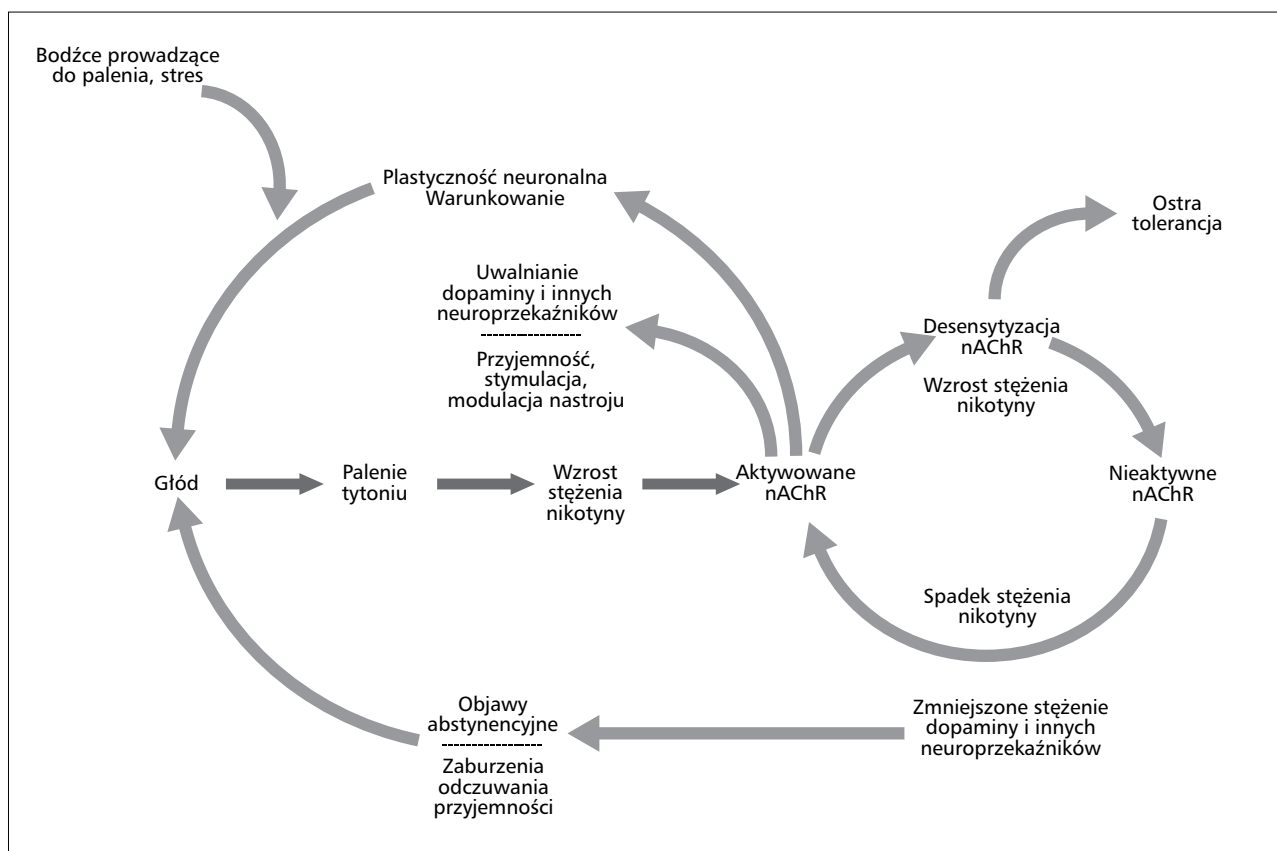 Bodźce prowadzące
do palenia, stres
Plastyczność neuronalna
Warunkowanie
Ostra
tolerancja
Uwalnianie
dopaminy i innych
neuroprzekaźników
Przyjemność,
stymulacja,
modulacja nastroju
Desensytyzacja
nAChR
Wzrost stężenia
nikotyny
Głód
Palenie
tytoniu
Wzrost
stężenia
nikotyny
Aktywowane
nAChR
Nieaktywne
nAChR
Spadek stężenia
nikotyny
Objawy
abstynencyjne
Zaburzenia
odczuwania
przyjemności
Zmniejszone stężenie
dopaminy i innych
neuroprzekaźników